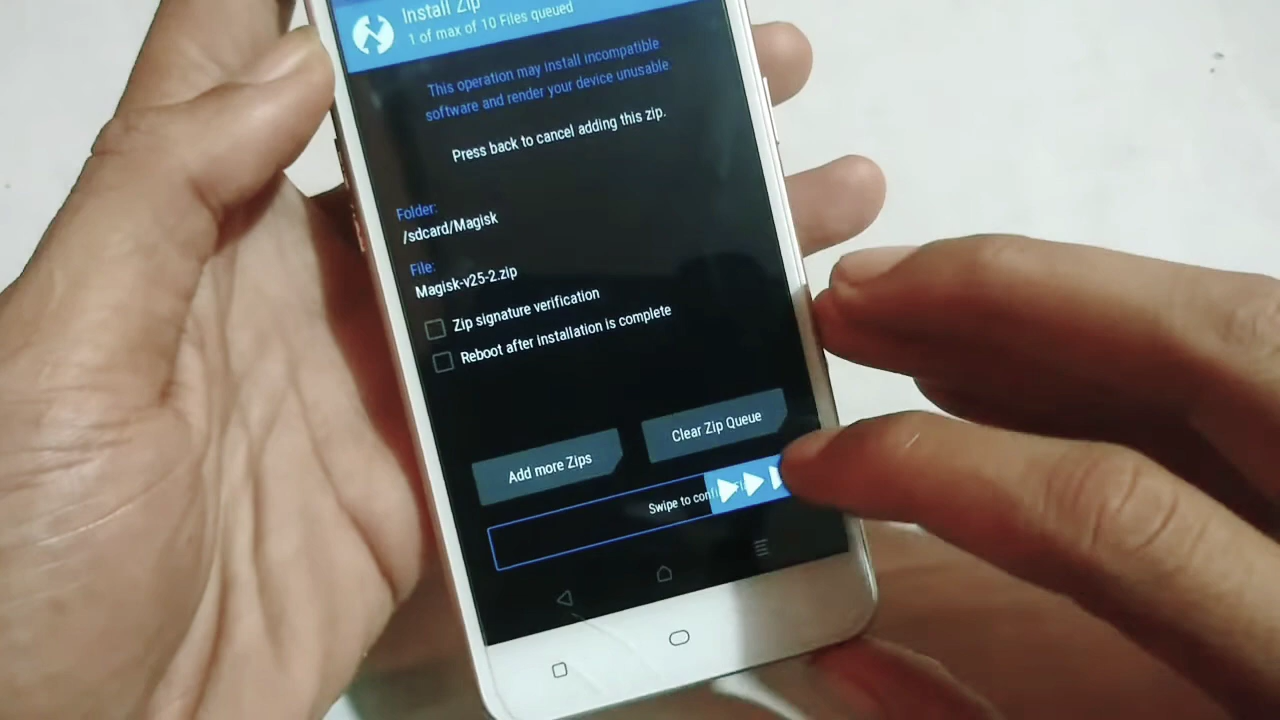 Install Zip
1 of max of 10 Files queued
This operation may install incompatible
software and render your device unusable
Press back to cancel adding this zip.
Folder:
/sdcard/Magisk
File:
Magisk-v25-2.zip
Zip signature verification
Reboot after installation is complete
Add more Zips
Clear Zip Queue
Swipe to